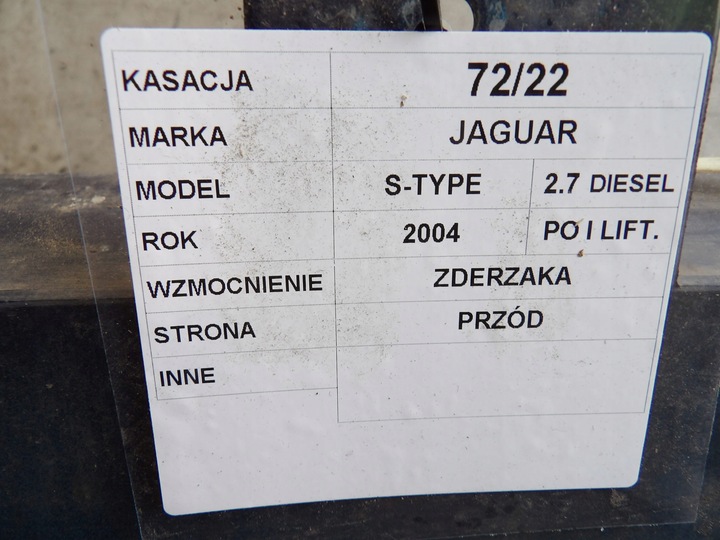 KASACJA 72/22
MARKA JAGUAR
MODEL S-TYPE 2.7 DIESEL
ROK 2004 PO I LIFT.
WZMOCNIENIE ZDERZAKA
STRONA PRZÓD
INNE